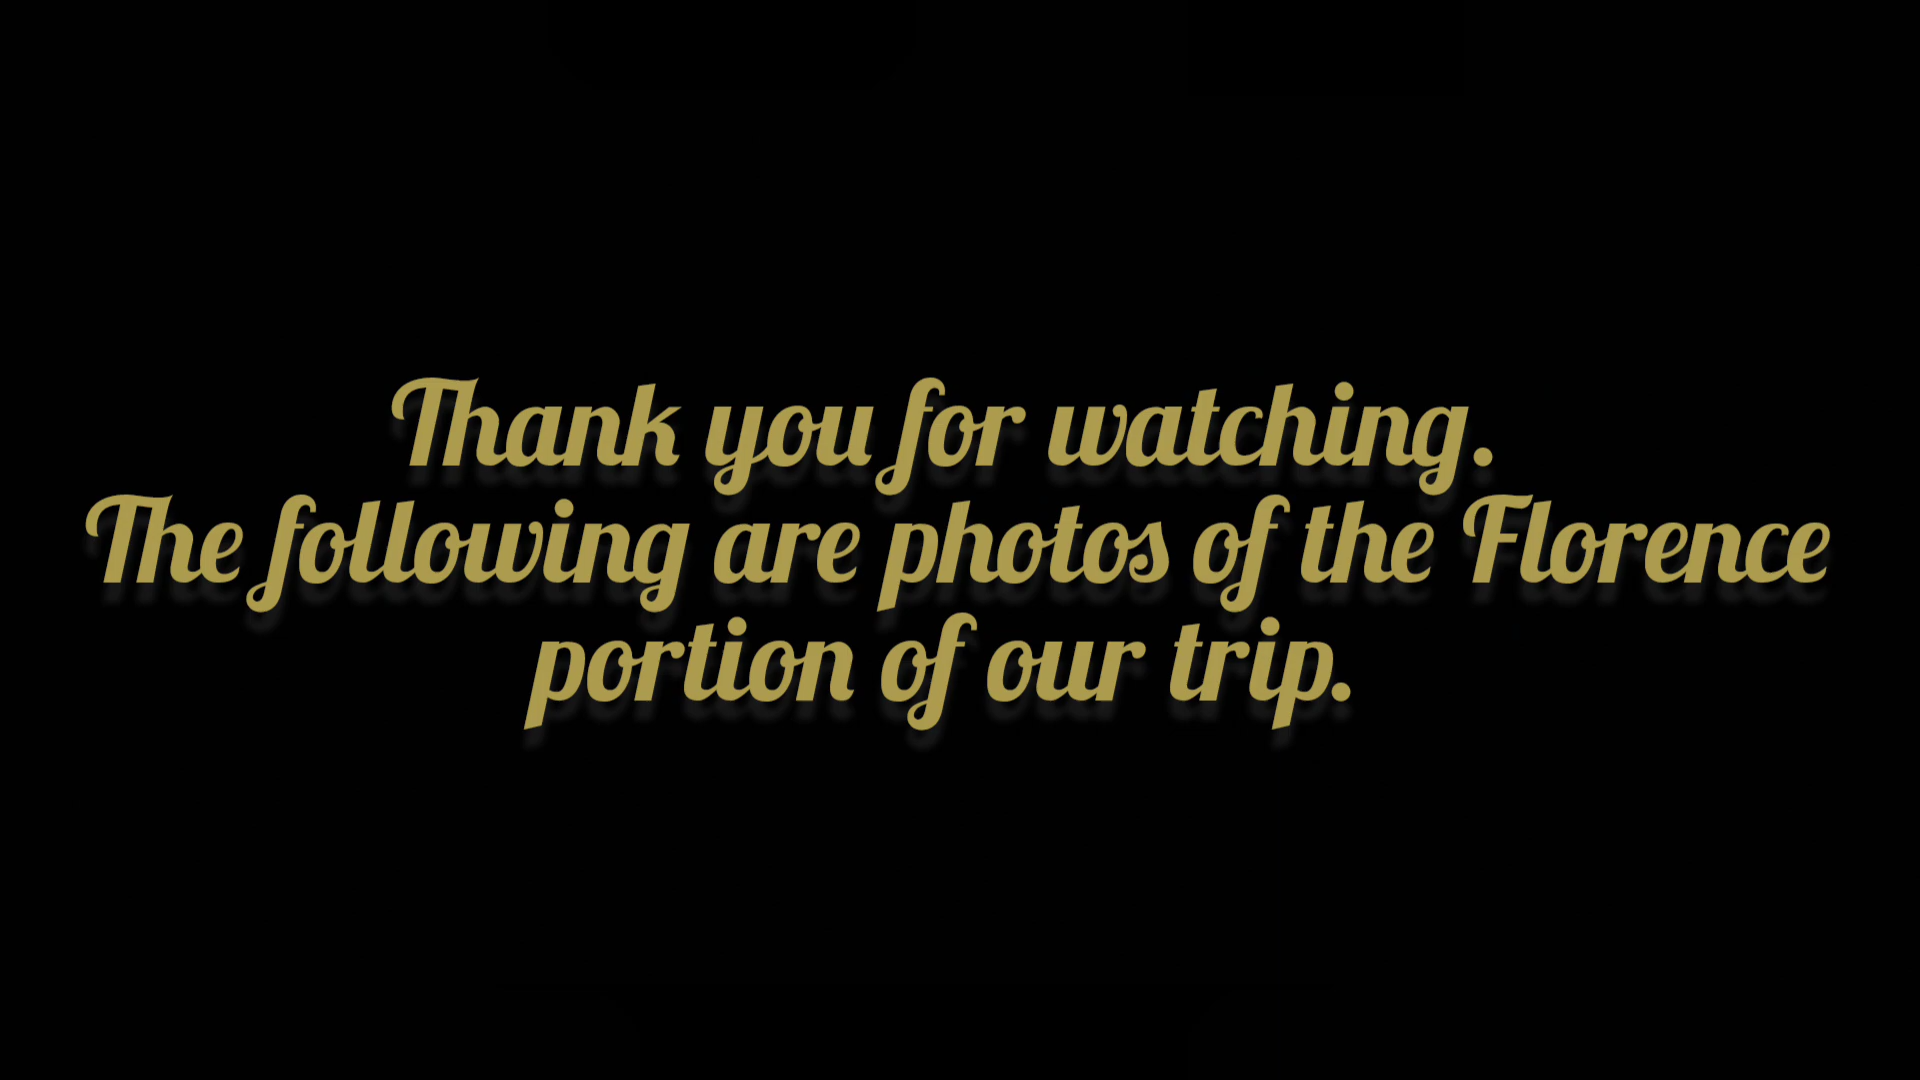 Thank you for watching.
The following are photos of the Florence
portion of our trip.